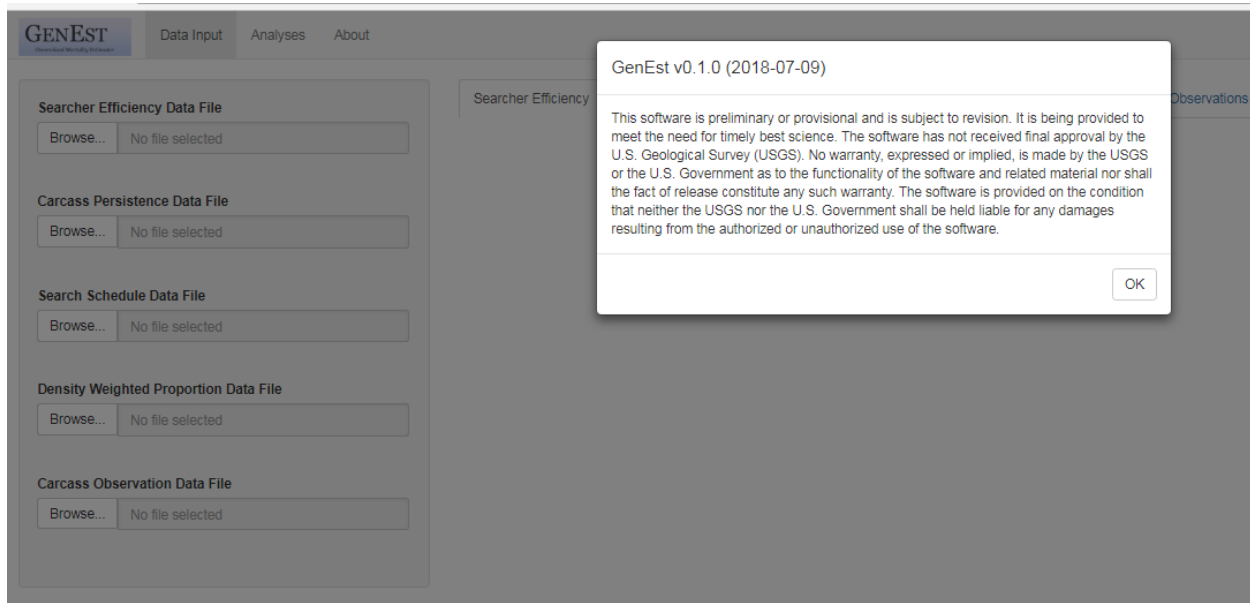 GENEST
Data Input
Analyses
About
Searcher Efficiency Data File
Browse... No file selected
Carcass Persistence Data File
Browse... No file selected
Search Schedule Data File
Browse... No file selected
Density Weighted Proportion Data File
Browse... No file selected
Carcass Observation Data File
Browse... No file selected
Searcher Efficiency
Observations
GenEst v0.1.0 (2018-07-09)
This software is preliminary or provisional and is subject to revision. It is being provided to
meet the need for timely best science. The software has not received final approval by the
U.S. Geological Survey (USGS). No warranty, expressed or implied, is made by the USGS
or the U.S. Government as to the functionality of the software and related material nor shall
the fact of release constitute any such warranty. The software is provided on the condition
that neither the USGS nor the U.S. Government shall be held liable for any damages
resulting from the authorized or unauthorized use of the software.
OK